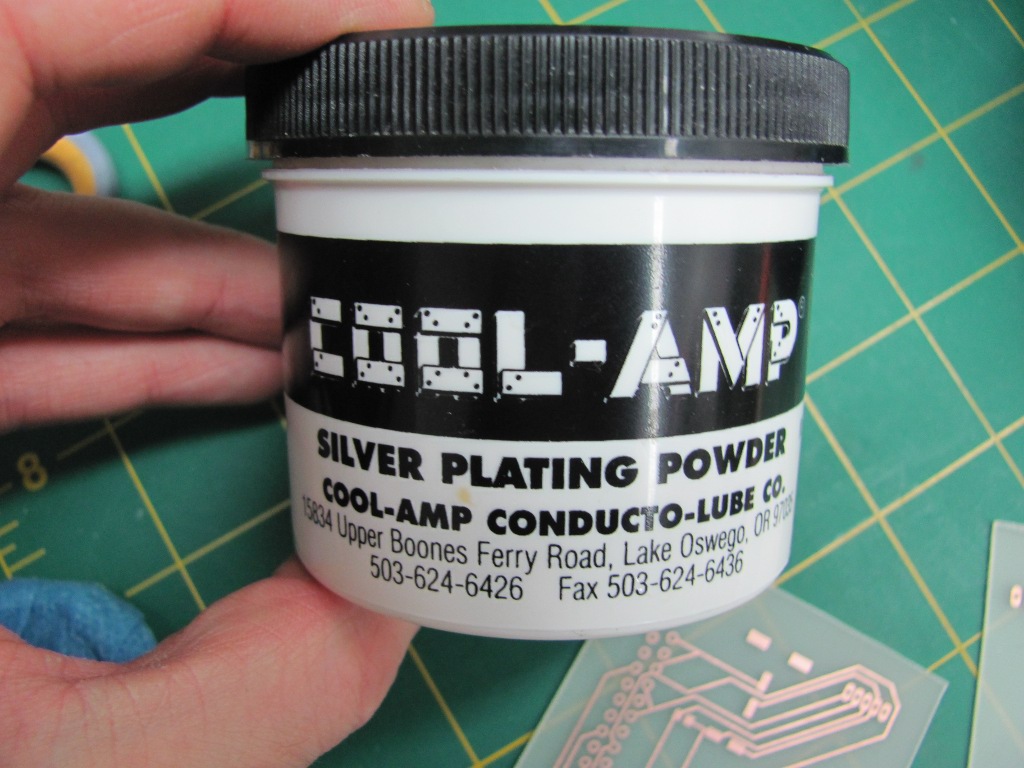 COOL-AMP®
SILVER PLATING POWDER
COOL-AMP CONDUCTO-LUBE CO.
15834 Upper Boones Ferry Road, Lake Oswego, OR
503-624-6426 Fax 503-624-6436
8